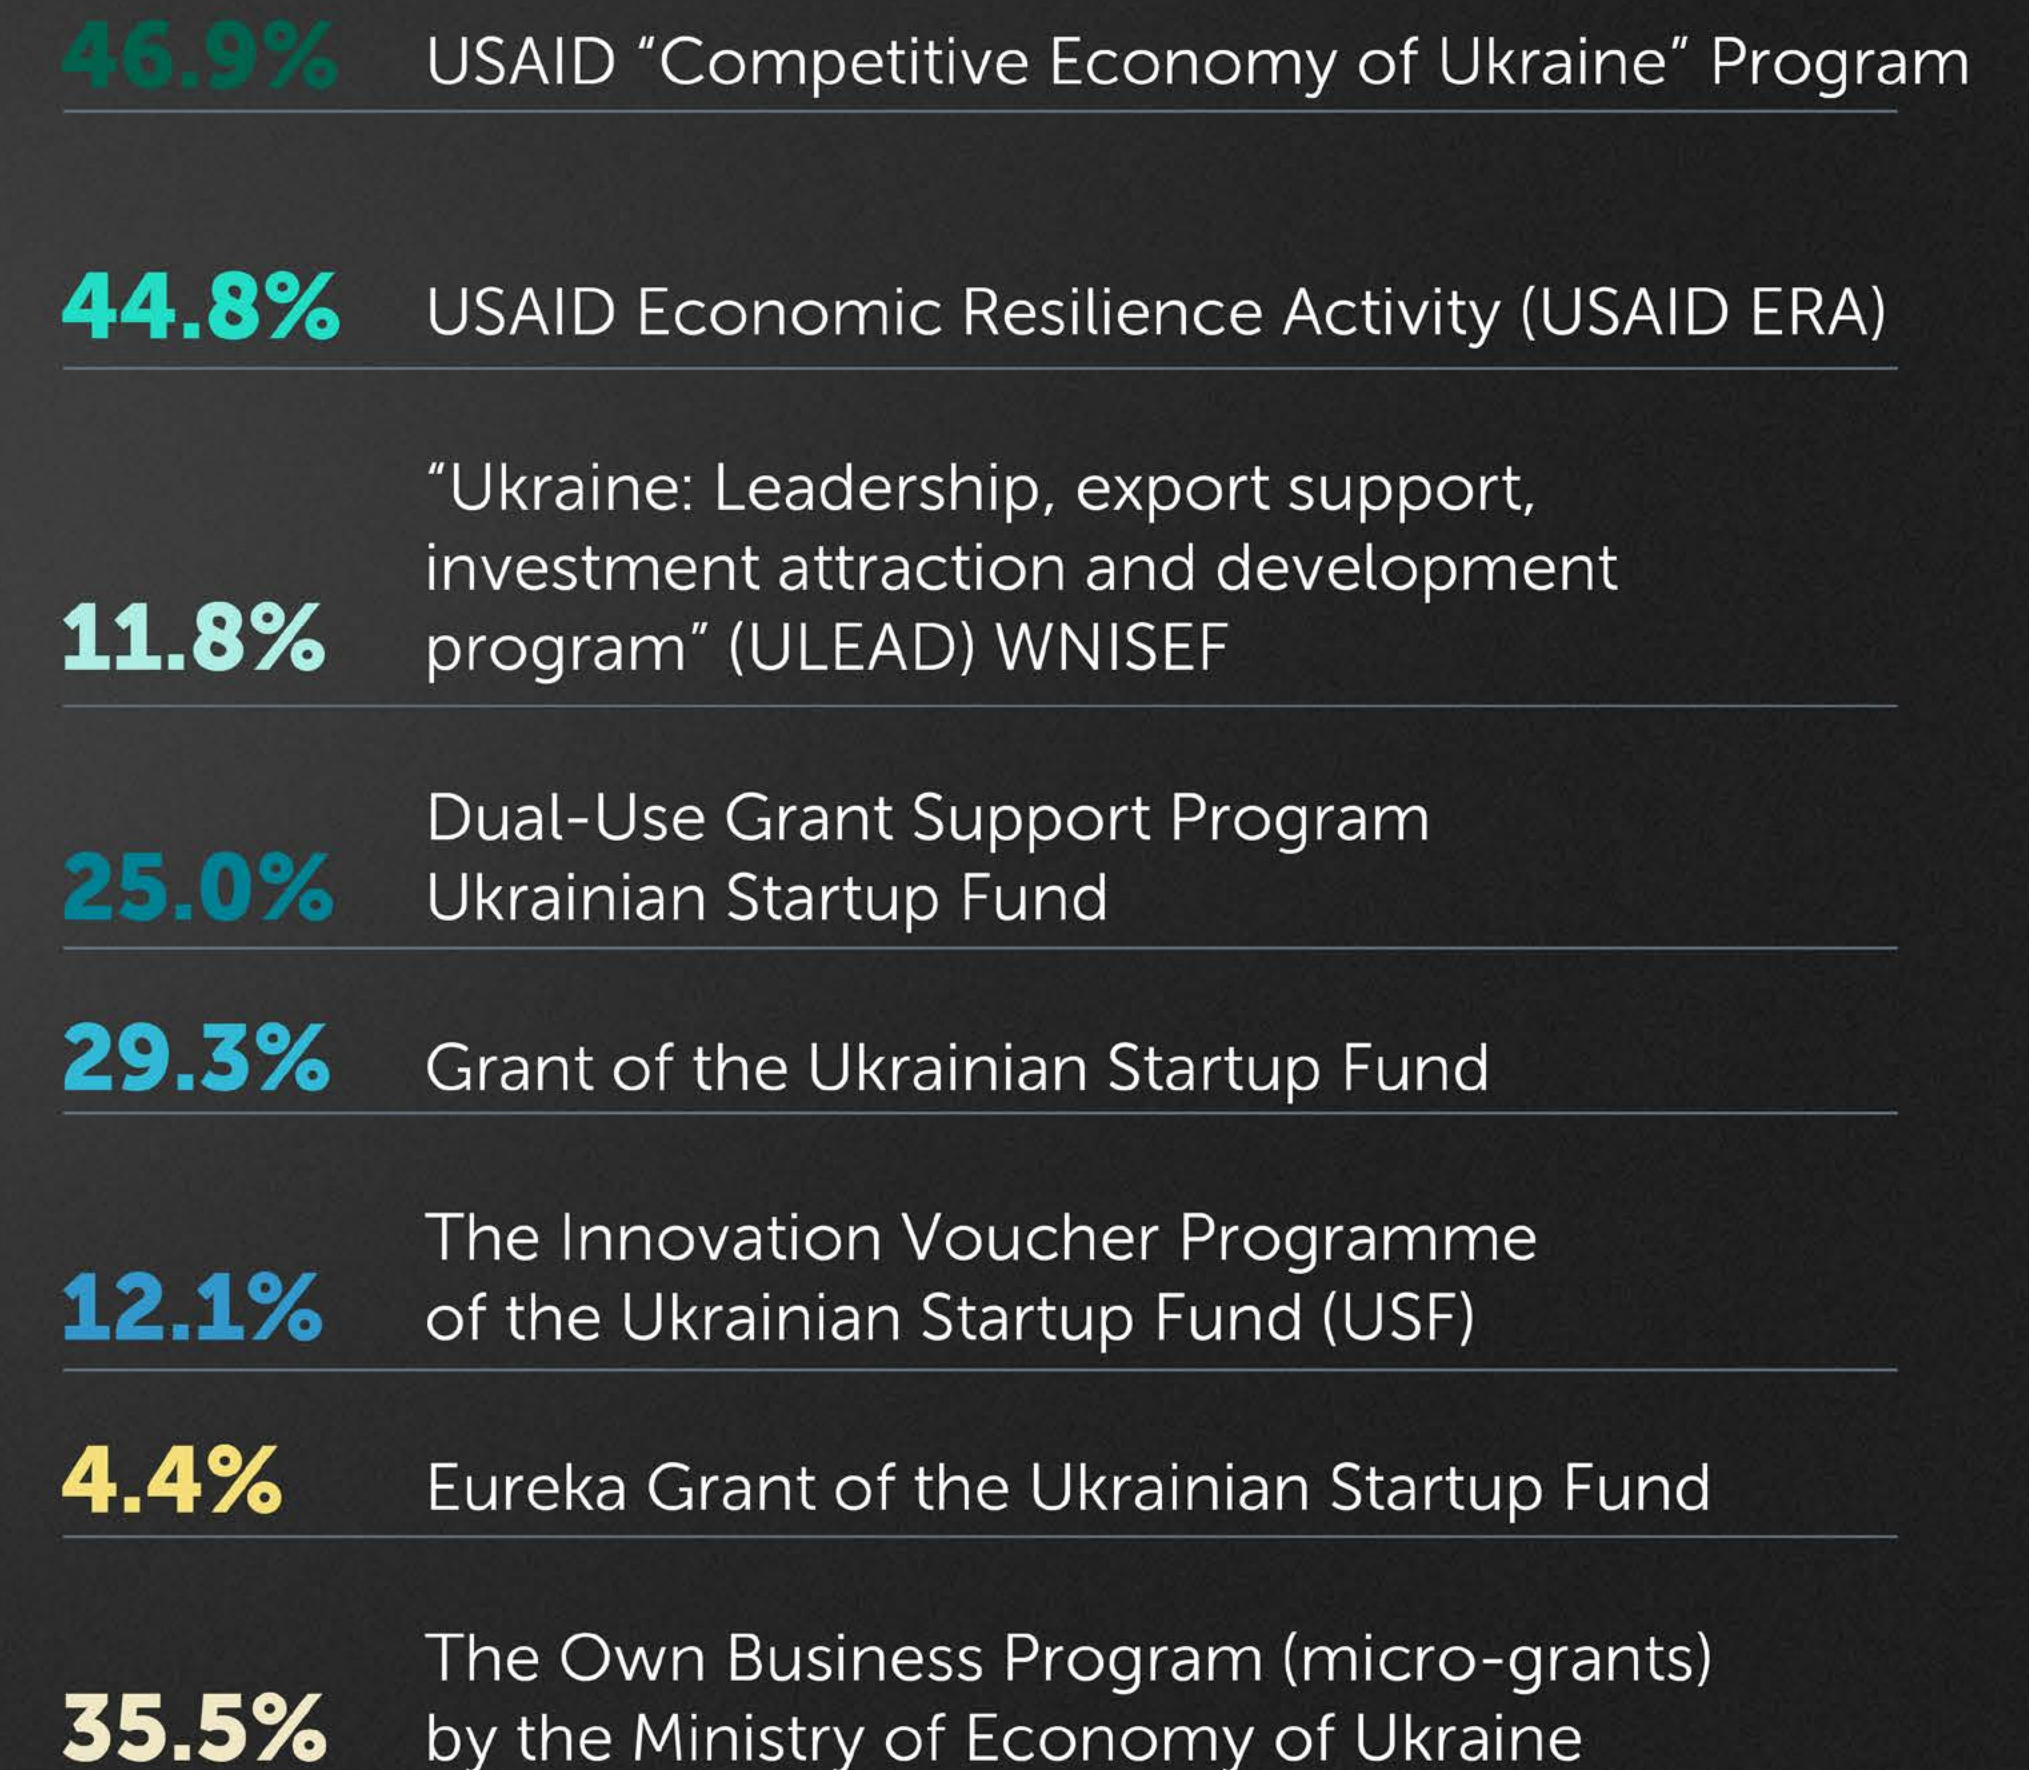 46.9% USAID “Competitive Economy of Ukraine” Program
44.8% USAID Economic Resilience Activity (USAID ERA)
“Ukraine: Leadership, export support,
investment attraction and development
11.8% program” (ULEAD) WNISEF
Dual-Use Grant Support Program
25.0% Ukrainian Startup Fund
29.3% Grant of the Ukrainian Startup Fund
The Innovation Voucher Programme
12.1% of the Ukrainian Startup Fund (USF)
4.4% Eureka Grant of the Ukrainian Startup Fund
The Own Business Program (micro-grants)
35.5% by the Ministry of Economy of Ukraine